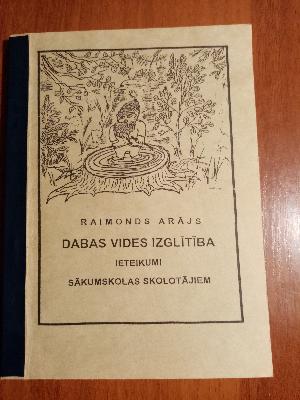 RAIMONDS ARĀJS
DABAS VIDES IZGLĪTĪBA
IETEIKUMI
SĀKUMSKOLAS SKOLOTĀJIEM